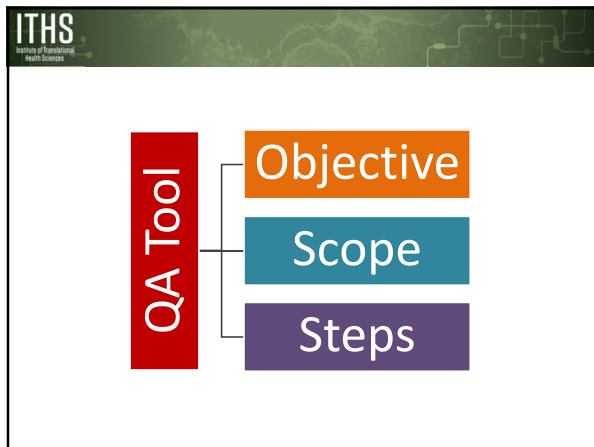 ITHS
Institute of Translational
Health Sciences
QA Tool
Objective
Scope
Steps